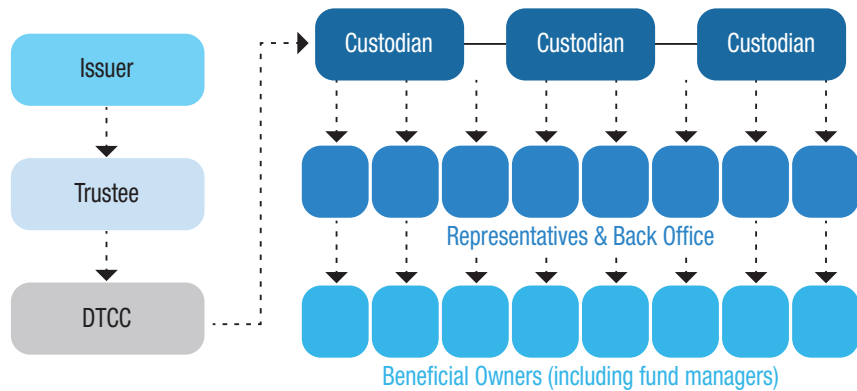 Issuer
Trustee
DTCC
Custodian
Custodian
Custodian
Representatives & Back Office
Beneficial Owners (including fund managers)